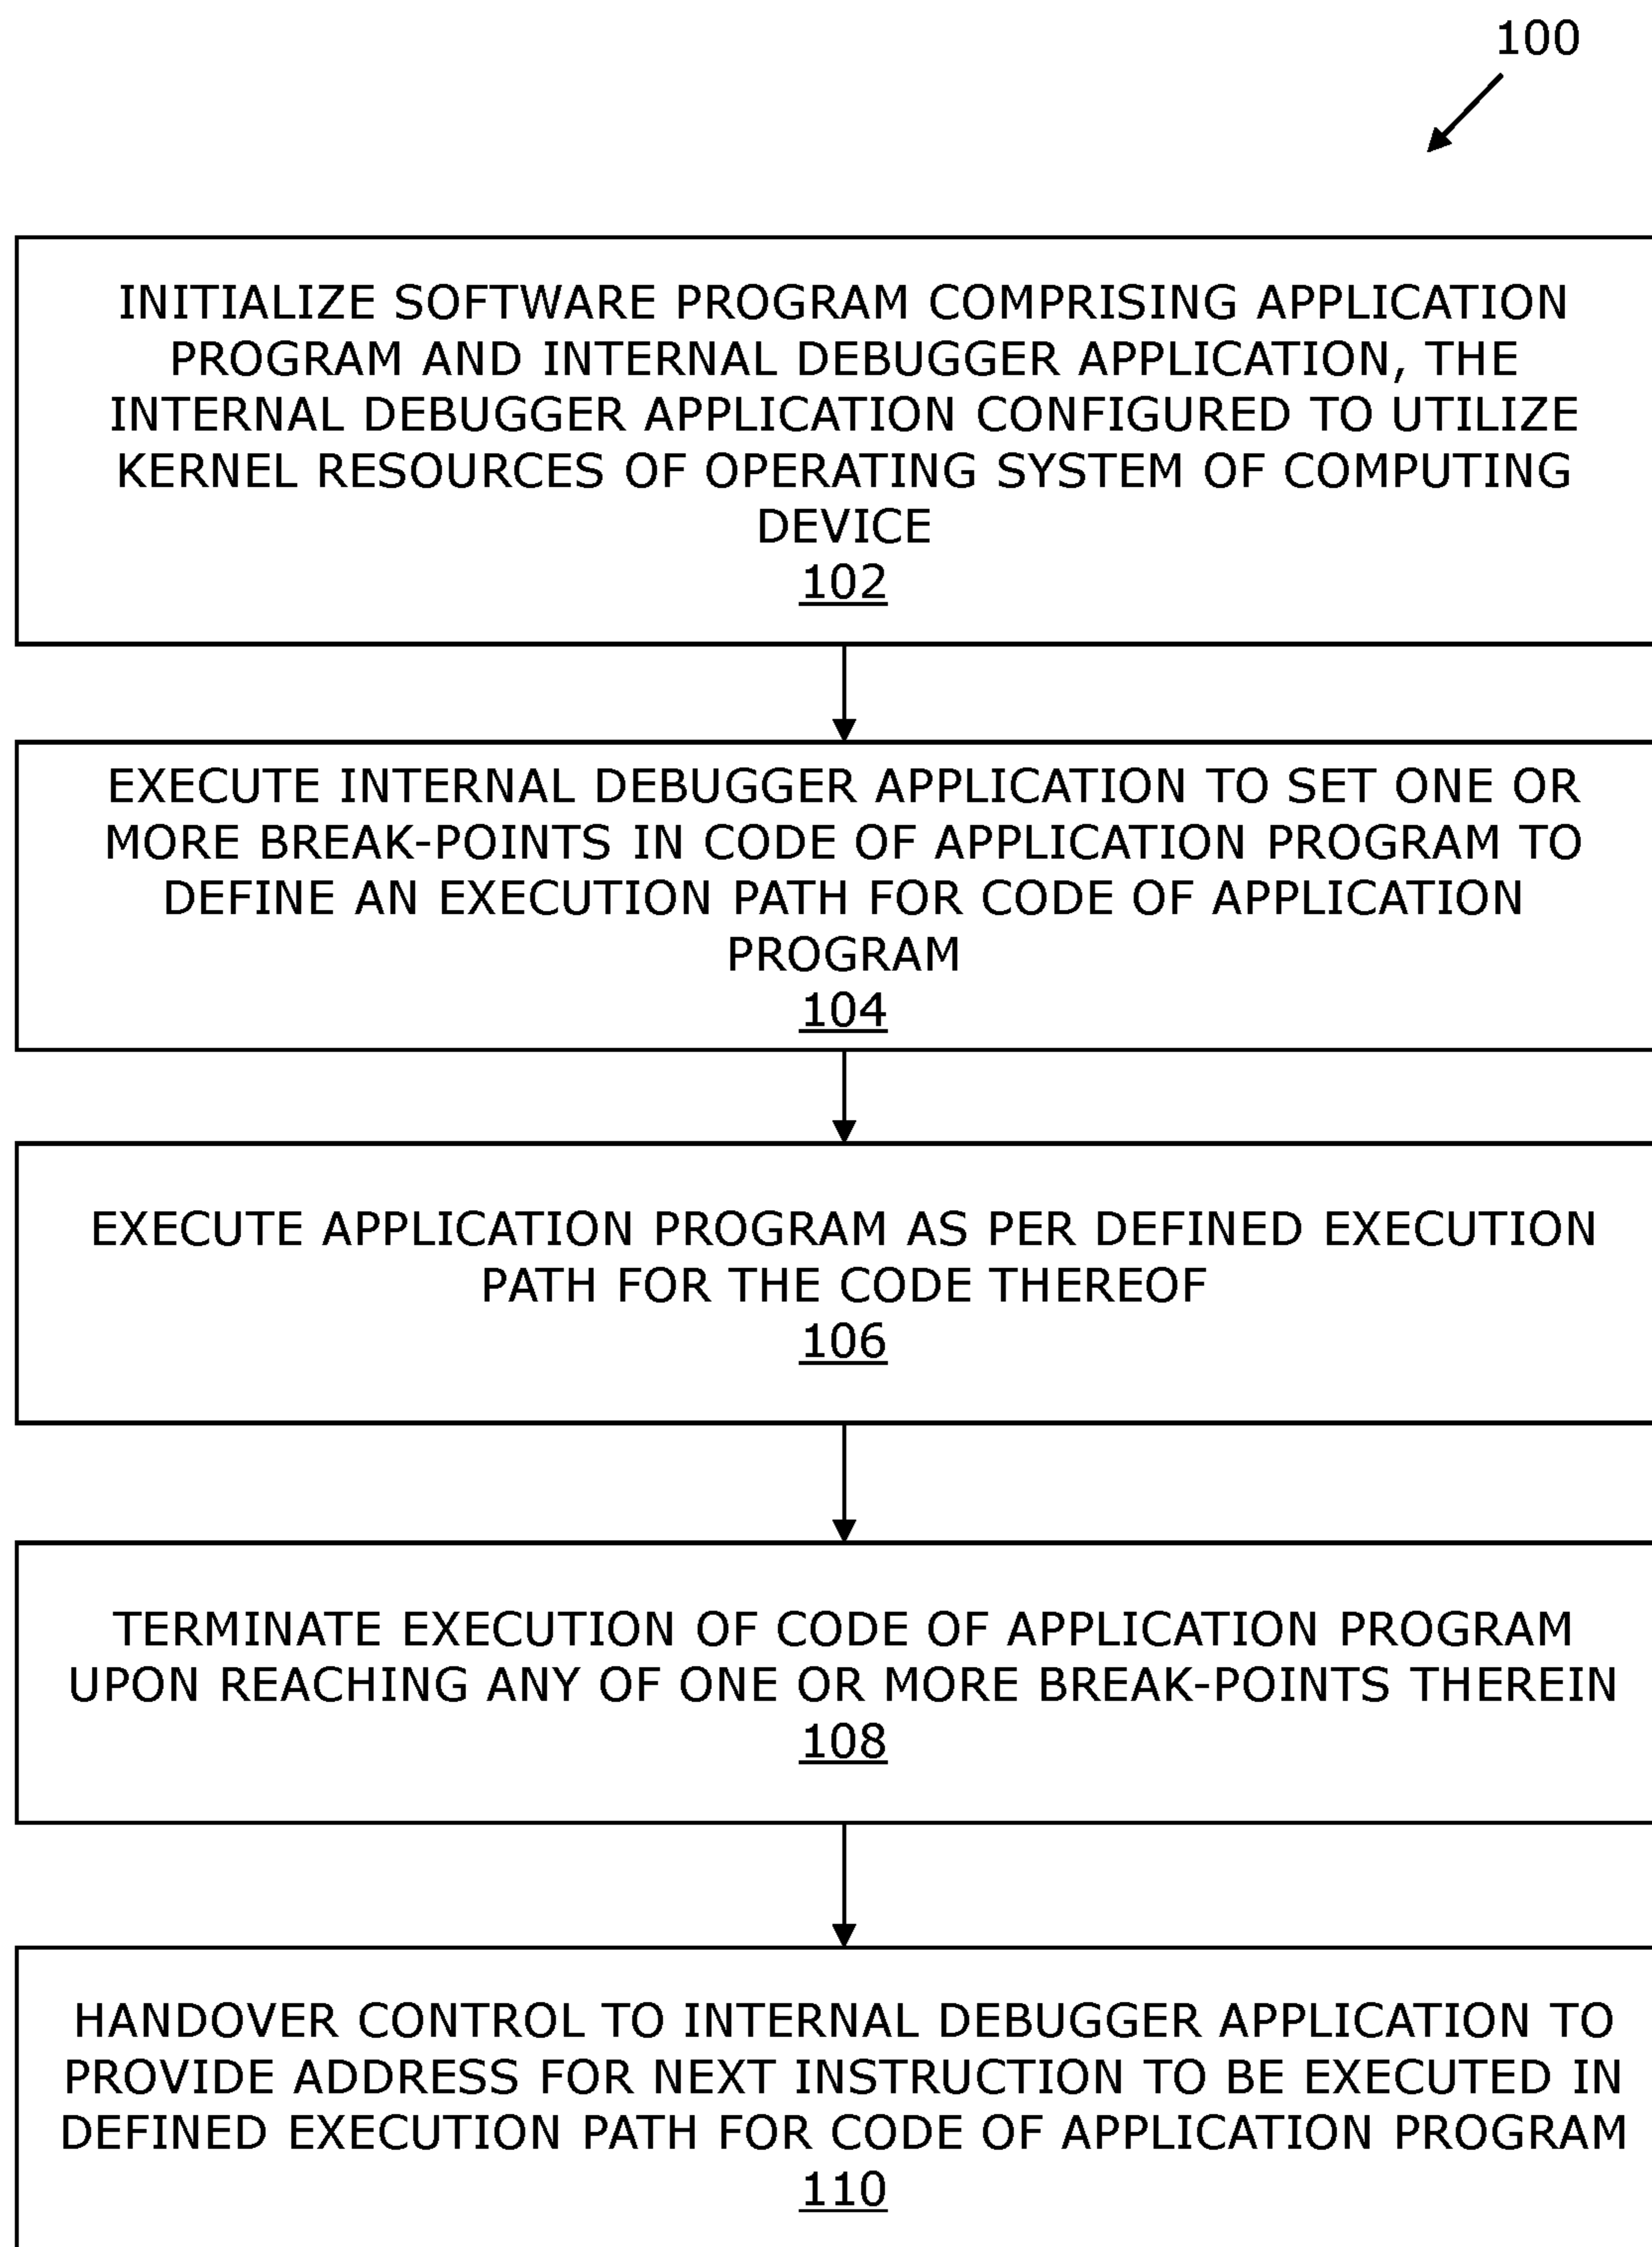 100
INITIALIZE SOFTWARE PROGRAM COMPRISING APPLICATION
PROGRAM AND INTERNAL DEBUGGER APPLICATION, THE
INTERNAL DEBUGGER APPLICATION CONFIGURED TO UTILIZE
KERNEL RESOURCES OF OPERATING SYSTEM OF COMPUTING
DEVICE
102
EXECUTE INTERNAL DEBUGGER APPLICATION TO SET ONE OR
MORE BREAK-POINTS IN CODE OF APPLICATION PROGRAM TO
DEFINE AN EXECUTION PATH FOR CODE OF APPLICATION
PROGRAM
104
EXECUTE APPLICATION PROGRAM AS PER DEFINED EXECUTION
PATH FOR THE CODE THEREOF
106
TERMINATE EXECUTION OF CODE OF APPLICATION PROGRAM
UPON REACHING ANY OF ONE OR MORE BREAK-POINTS THEREIN
108
HANDOVER CONTROL TO INTERNAL DEBUGGER APPLICATION TO
PROVIDE ADDRESS FOR NEXT INSTRUCTION TO BE EXECUTED IN
DEFINED EXECUTION PATH FOR CODE OF APPLICATION PROGRAM
110